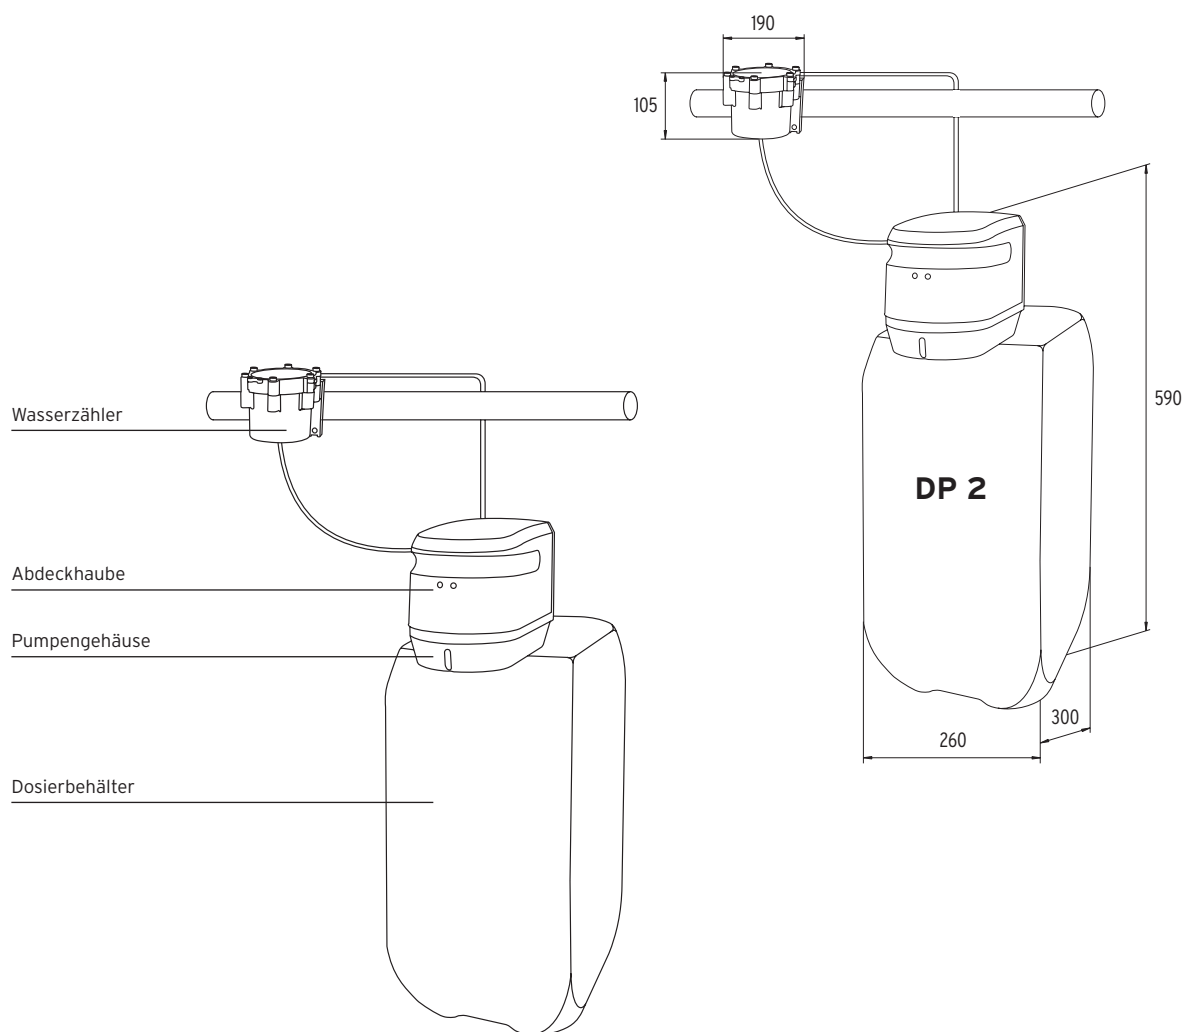 190
105
590
DP 2
300
260
Wasserzähler
Abdeckhaube
Pumpengehäuse
Dosierbehälter